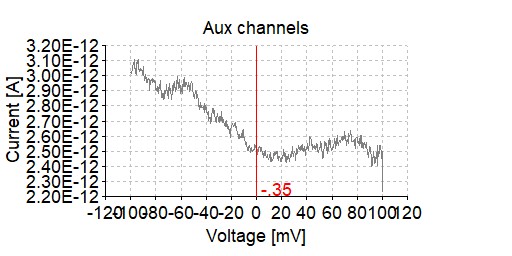 Aux channels
3.20E-12
3.10E-12
3.00E-12
2.90E-12
2.80E-12
2.70E-12
2.60E-12
2.50E-12
2.40E-12
2.30E-12
2.20E-12
Current [A]
-.35
-120 -100 -80 -60 -40 -20 0 20 40 60 80 100 120
Voltage [mV]